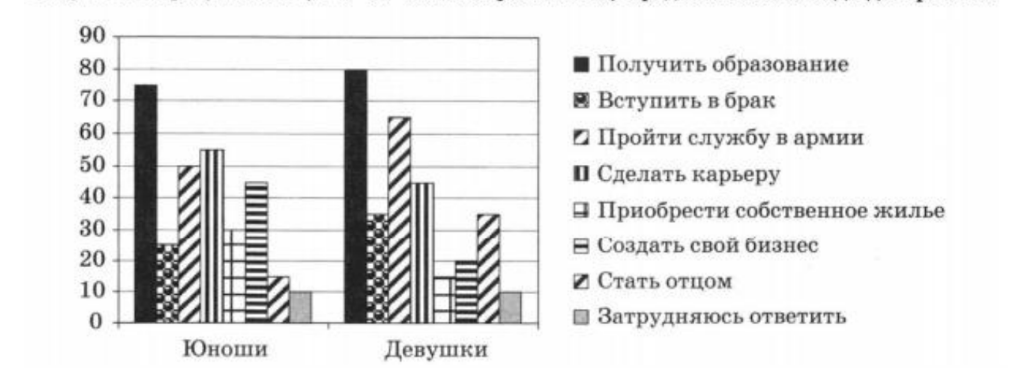 90
80
70
60
50
40
30
20
10
0
Юноши
Девушки
Получить образование
Вступить в брак
Пройти службу в армии
Сделать карьеру
Приобрести собственное жилье
Создать свой бизнес
Стать отцом
Затрудняюсь ответить